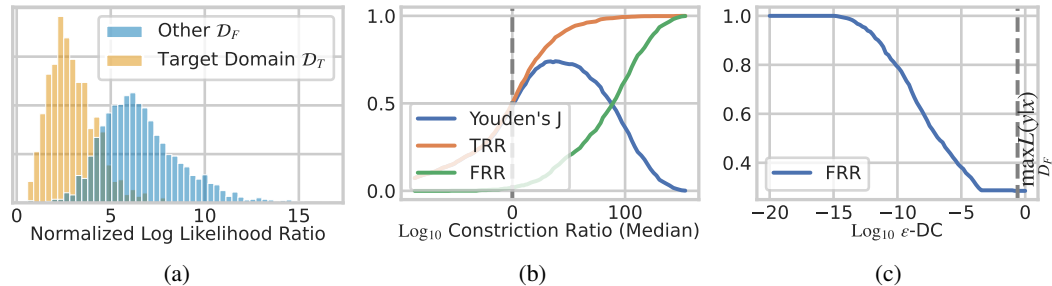 Other 𝒟_F
Target Domain 𝒟_T
0 5 10 15
Normalized Log Likelihood Ratio
(a)
1.0
0.5
0.0
Youden's J
TRR
FRR
0 100
Log₁₀ Constriction Ratio (Median)
(b)
1.0
0.8
0.6
0.4
FRR
max L(y|x)
D_F
−20 −15 −10 −5 0
Log₁₀ ε-DC
(c)